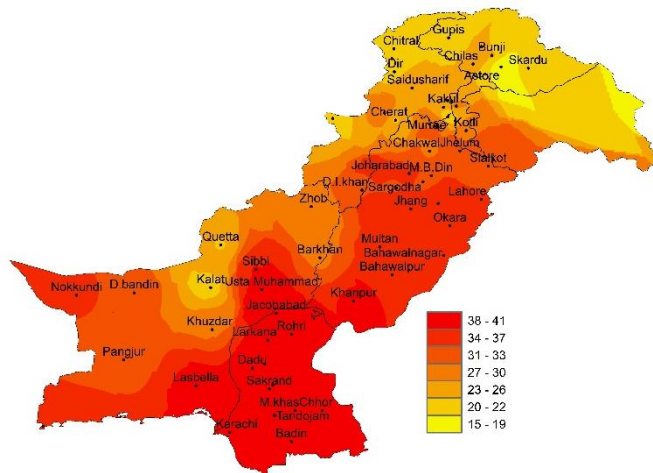 Gupis
Chitral
Bunji
Chilas
Skardu
Dir
Astore
Saidusharif
Kakul
Cherat
Murree
Kotli
Chakwal
Jhelum
Sialkot
Joharabad
M.B.Din
D.I.khan
Sargodha
Lahore
Zhob
Jhang
Okara
Quetta
Multan
Barkhan
Bahawalnagar
Sibbi
Bahawalpur
Nokkundi
D.bandin
Kalat
Usta Muhammad
Khanpur
Jacobabad
Khuzdar
Larkana
Rohri
Pangjur
Dadu
Lasbella
Sakrand
M.khas
Chhor
Tandojam
Karachi
Badin
38 - 41
34 - 37
31 - 33
27 - 30
23 - 26
20 - 22
15 - 19